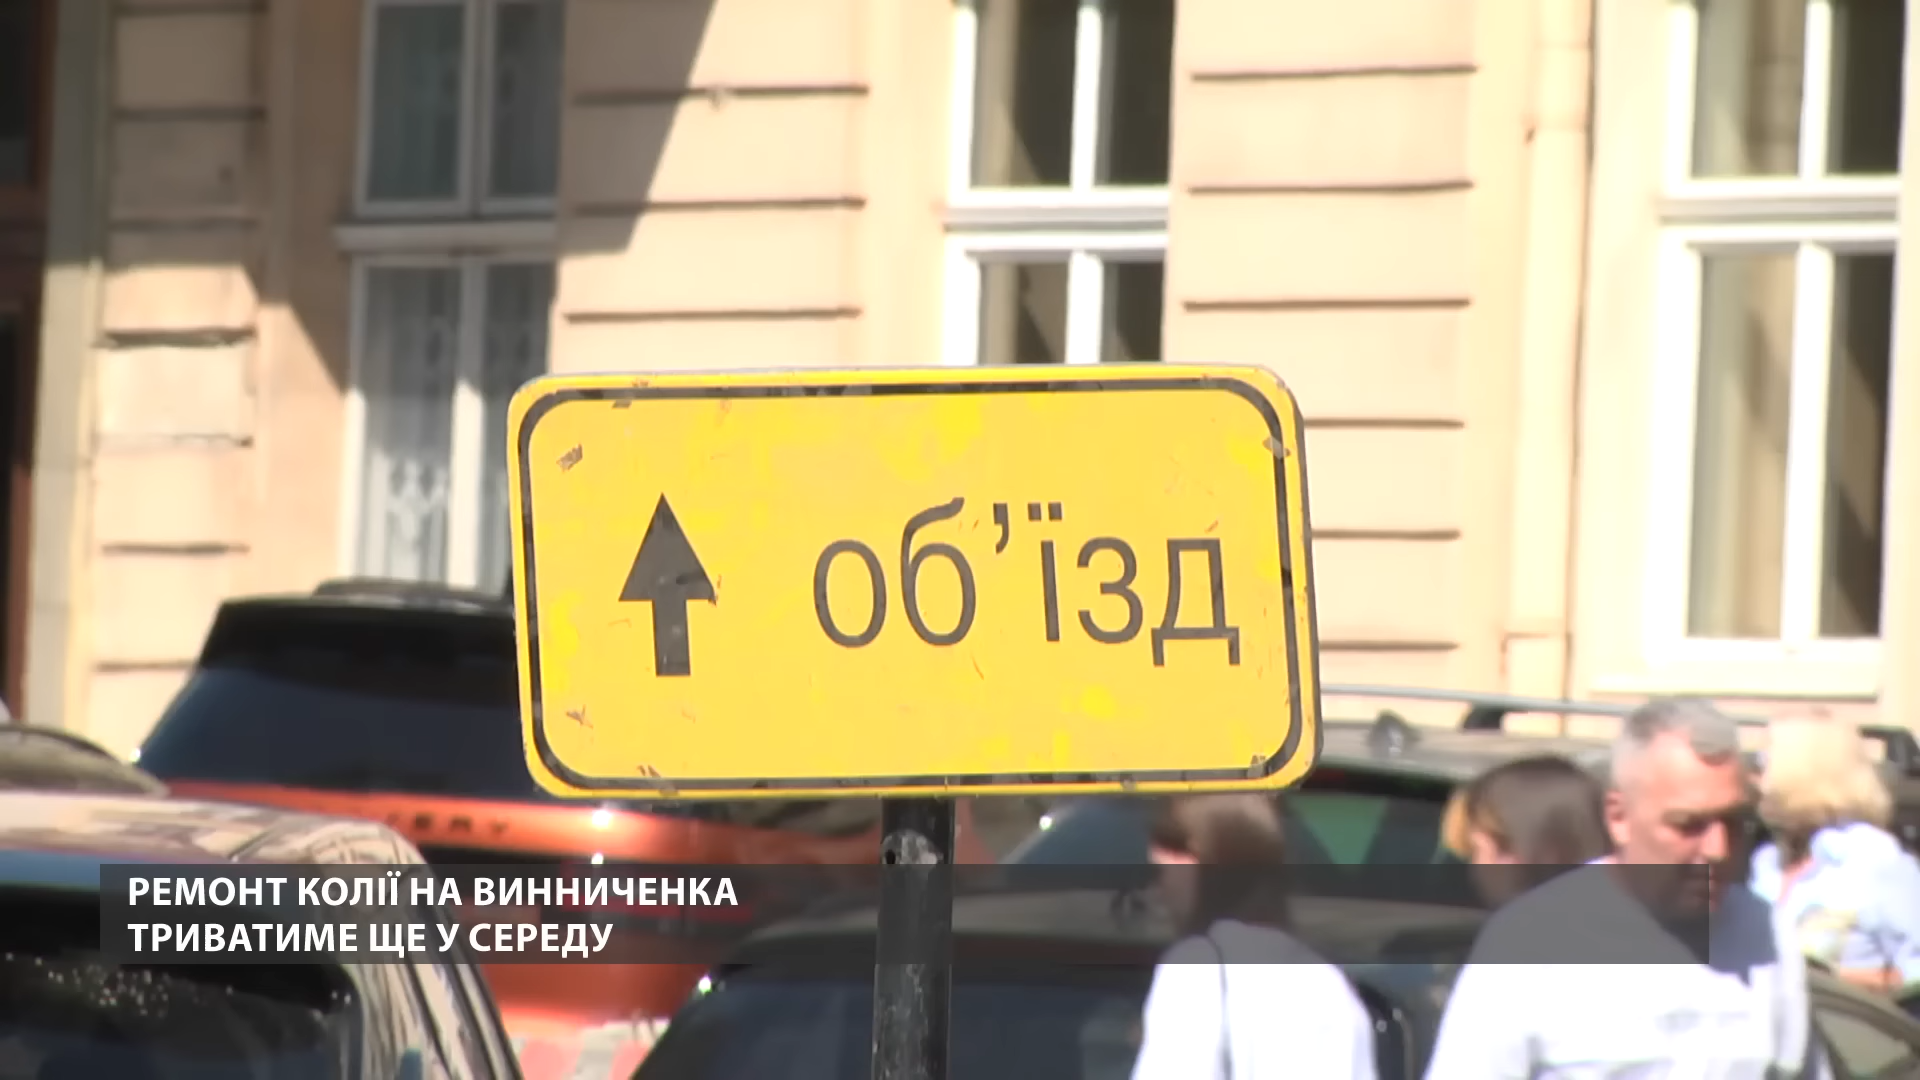 об’їзд
РЕМОНТ КОЛІЇ НА ВИННИЧЕНКА
ТРИВАТИМЕ ЩЕ У СЕРЕДУ